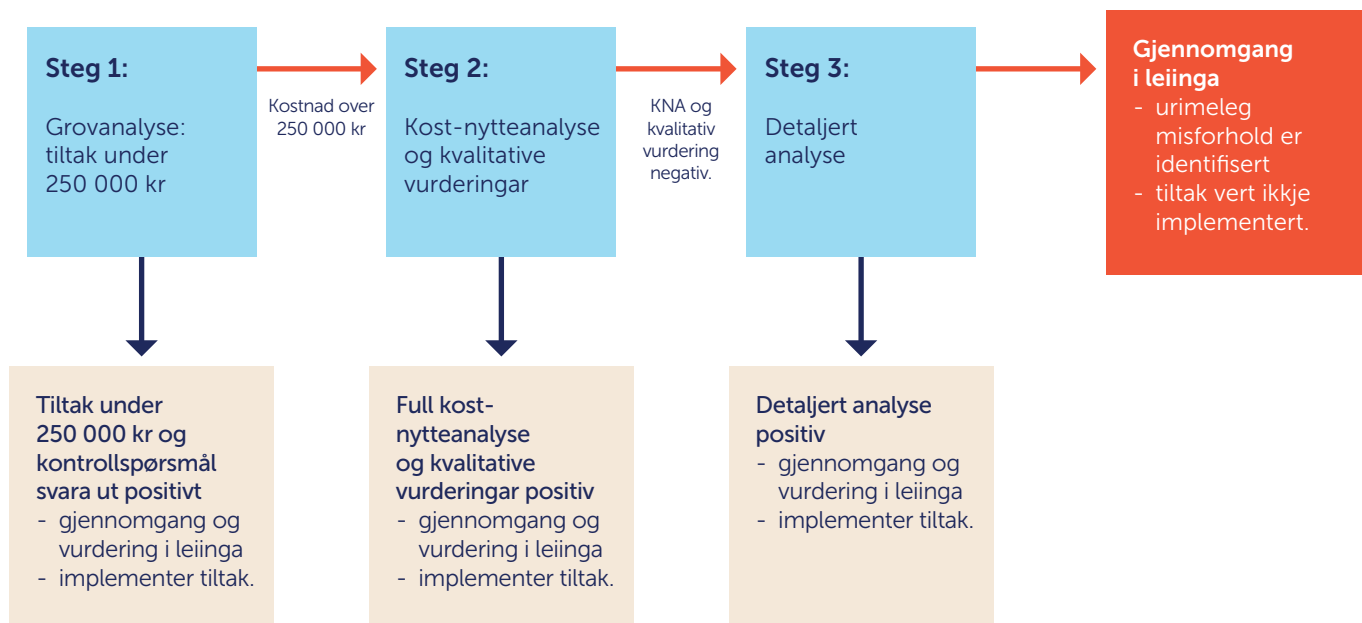 Steg 1:
Grovanalyse:
tiltak under
250 000 kr
Kostnad over
250 000 kr
Steg 2:
Kost-nytteanalyse
og kvalitative
vurderingar
KNA og
kvalitativ
vurdering
negativ.
Steg 3:
Detaljert
analyse
Gjennomgang
i leiinga
- urimeleg
misforhold er
identifisert
- tiltak vert ikkje
implementert.
Tiltak under
250 000 kr og
kontrollspørsmål
svara ut positivt
- gjennomgang og
vurdering i leiinga
- implementer tiltak.
Full kost-
nytteanalyse
og kvalitative
vurderingar positiv
- gjennomgang og
vurdering i leiinga
- implementer tiltak.
Detaljert analyse
positiv
- gjennomgang og
vurdering i leiinga
- implementer tiltak.